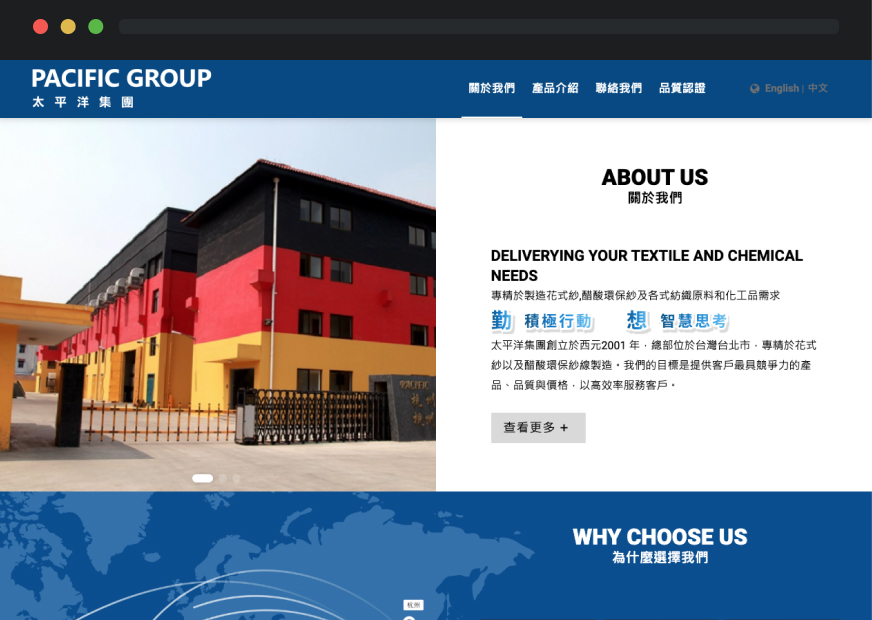 PACIFIC GROUP
太平洋集團
關於我們 產品介紹 聯絡我們 品質認證 English | 中文
ABOUT US
關於我們
DELIVERYING YOUR TEXTILE AND CHEMICAL
NEEDS
專精於製造花式紗,醋酸環保紗及各式紡織原料和化工品需求
勤 積極行動 想 智慧思考
太平洋集團創立於西元2001 年，總部位於台灣台北市，專精於花式
紗以及醋酸環保紗線製造。我們的目標是提供客戶最具競爭力的產
品、品質與價格，以高效率服務客戶。
查看更多 +
PACIFIC
杭州
WHY CHOOSE US
為什麼選擇我們
杭州